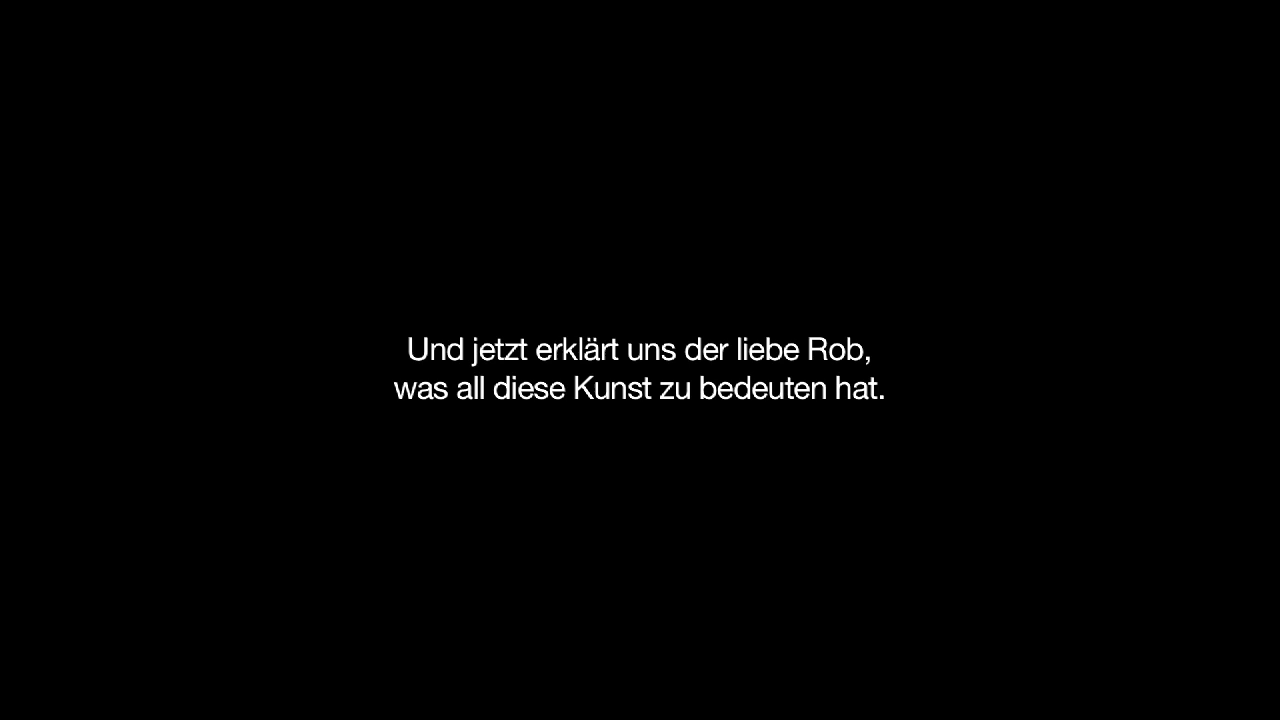 Und jetzt erklärt uns der liebe Rob,
was all diese Kunst zu bedeuten hat.